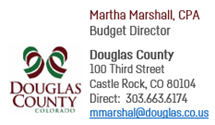 Martha Marshall, CPA
Budget Director
Douglas County
100 Third Street
Castle Rock, CO 80104
Direct:  303.663.6174
mmarshal@douglas.co.us
DOUGLAS
COUNTY
COLORADO